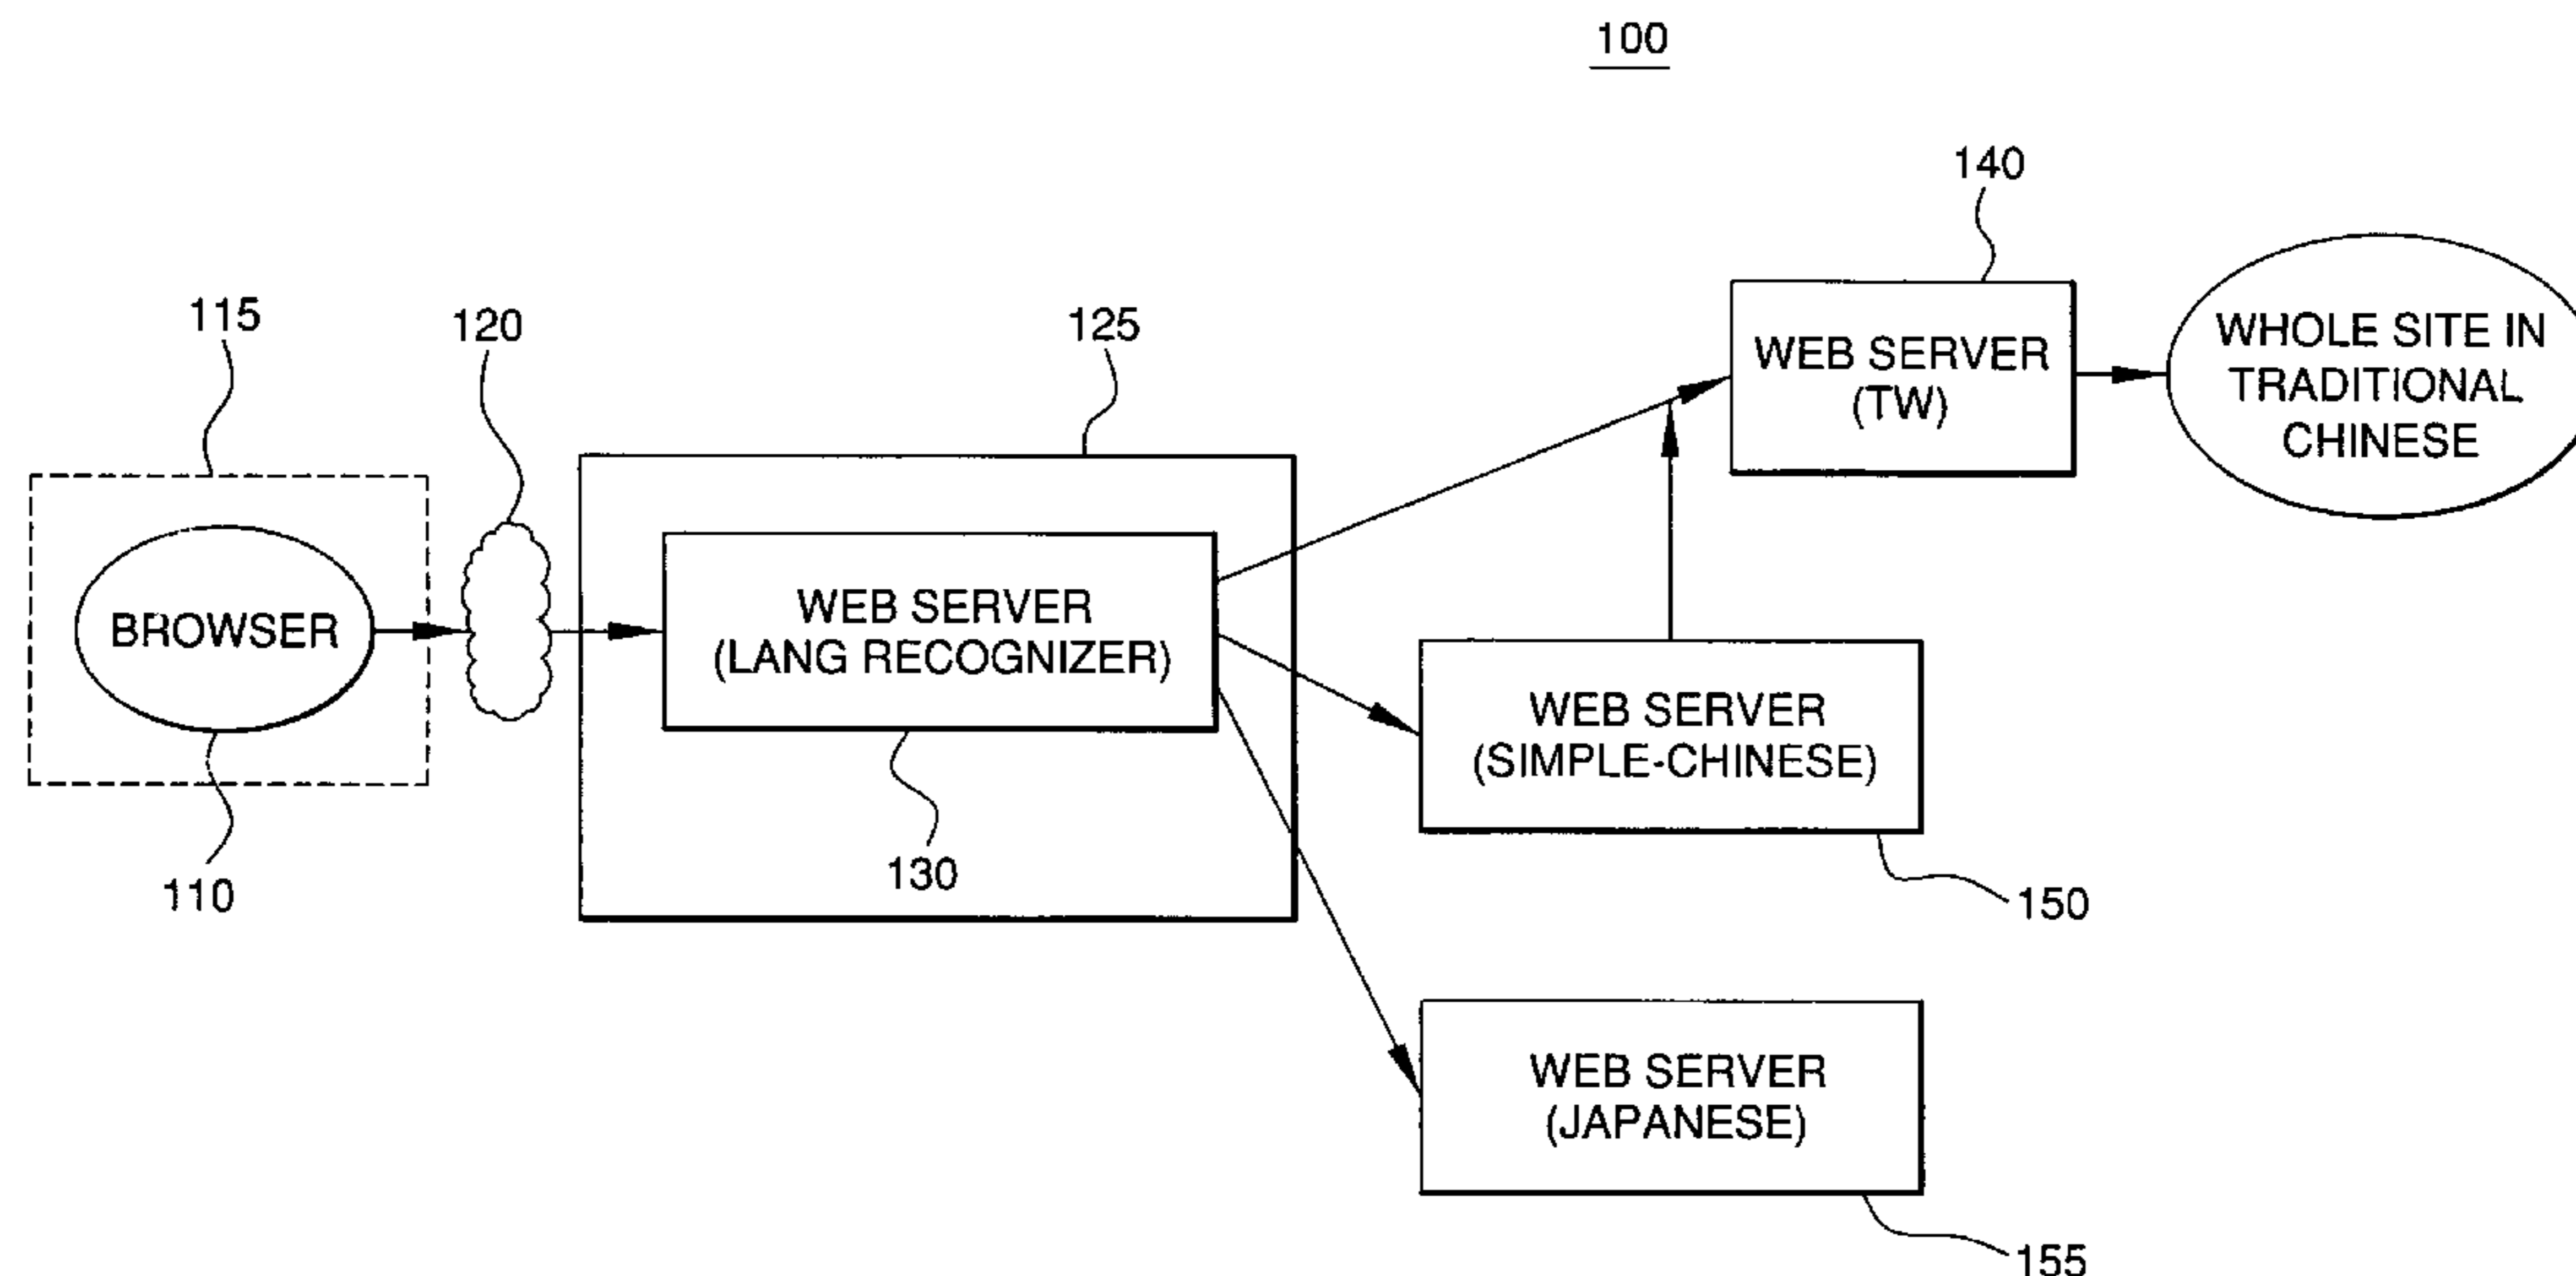 100
140
115
120
125
WEB SERVER
(TW)
WHOLE SITE IN
TRADITIONAL
CHINESE
BROWSER
WEB SERVER
(LANG RECOGNIZER)
WEB SERVER
(SIMPLE-CHINESE)
110
130
150
WEB SERVER
(JAPANESE)
155